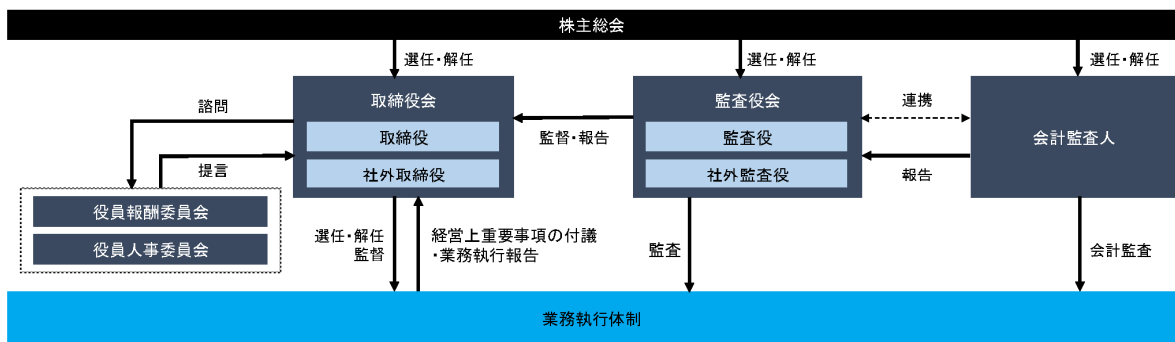 株主総会
選任・解任
選任・解任
選任・解任
諮問
取締役会
監査役会
連携
取締役
監督・報告
監査役
会計監査人
提言
社外取締役
社外監査役
報告
役員報酬委員会
役員人事委員会
選任・解任
監督
経営上重要事項の付議
・業務執行報告
監査
会計監査
業務執行体制